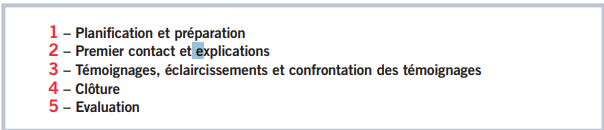 1 – Planification et préparation
2 – Premier contact et explications
3 – Témoignages, éclaircissements et confrontation des témoignages
4 – Clôture
5 – Evaluation